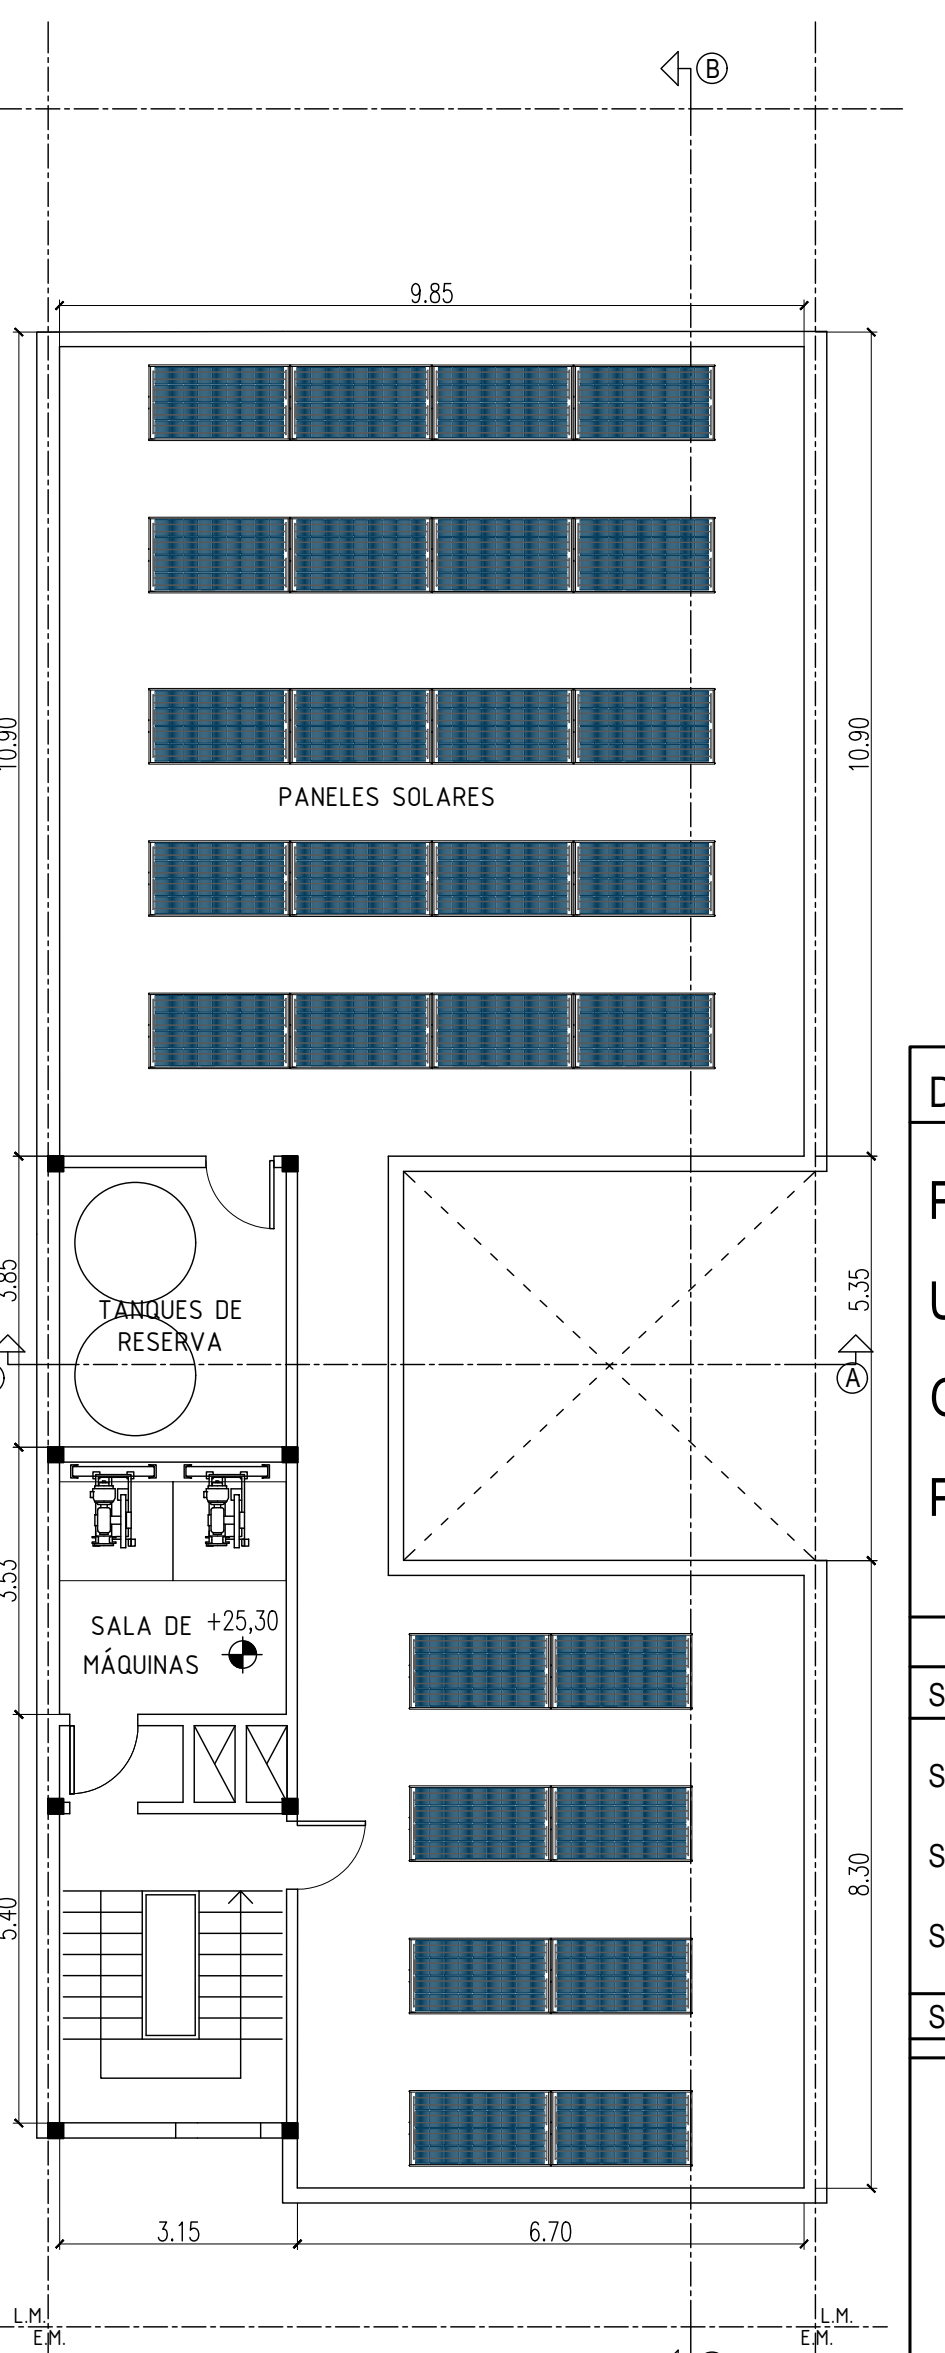 B
9.85
10.90
10.90
PANELES SOLARES
D
P
3.85
TANQUES DE
RESERVA
5.35
U
A
C
P
3.53
SALA DE
MÁQUINAS
+25,30
S
S
S
5.40
8.30
S
S
3.15
6.70
L.M.
E.M.
L.M.
E.M.